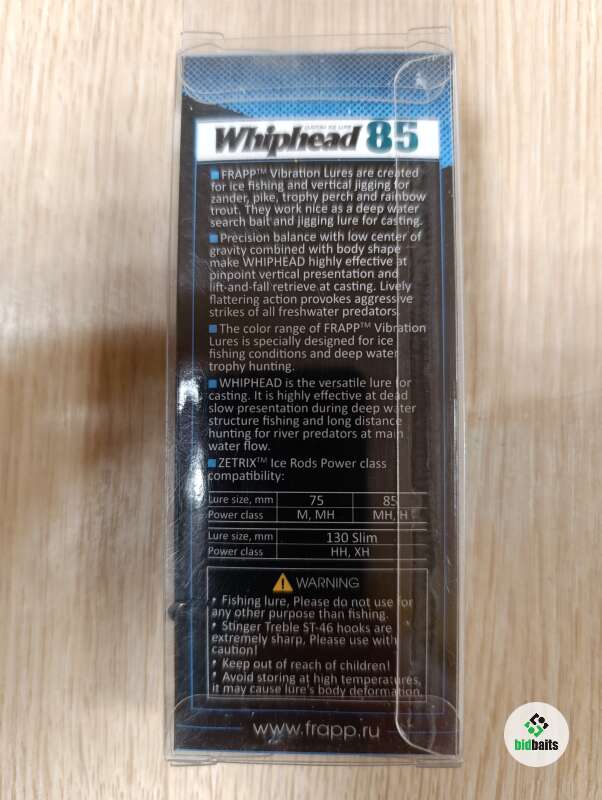 Whiphead 85
FRAPP™ Vibration Lures are created
for ice fishing and vertical jigging for
zander, pike, trophy perch and rainbow
trout. They work nice as a deep water
search bait and jigging lure for casting.
Precision balance with low center of
gravity combined with body shape
make WHIPHEAD highly effective at
pinpoint vertical presentation and
lift-and-fall retrieve at casting. Lively
flattering action provokes aggressive
strikes of all freshwater predators.
The color range of FRAPP™ Vibration
Lures is specially designed for ice
fishing conditions and deep water
trophy hunting.
WHIPHEAD is the versatile lure for
casting. It is highly effective at dead
slow presentation during deep water
structure fishing and long distance
hunting for river predators at main
water flow.
ZETRIX™ Ice Rods Power class
compatibility:
Lure size, mm 75 85
Power class M, MH MH, H
Lure size, mm 130 Slim
Power class HH, XH
WARNING
• Fishing lure, Please do not use for
any other purpose than fishing.
• Stinger Treble ST-46 hooks are
extremely sharp, Please use with
caution!
• Keep out of reach of children!
• Avoid storing at high temperatures,
it may cause lure's body deformation.
www.frapp.ru
bidbaits